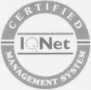 CERTIFIED
IQNet
MANAGEMENT SYSTEM